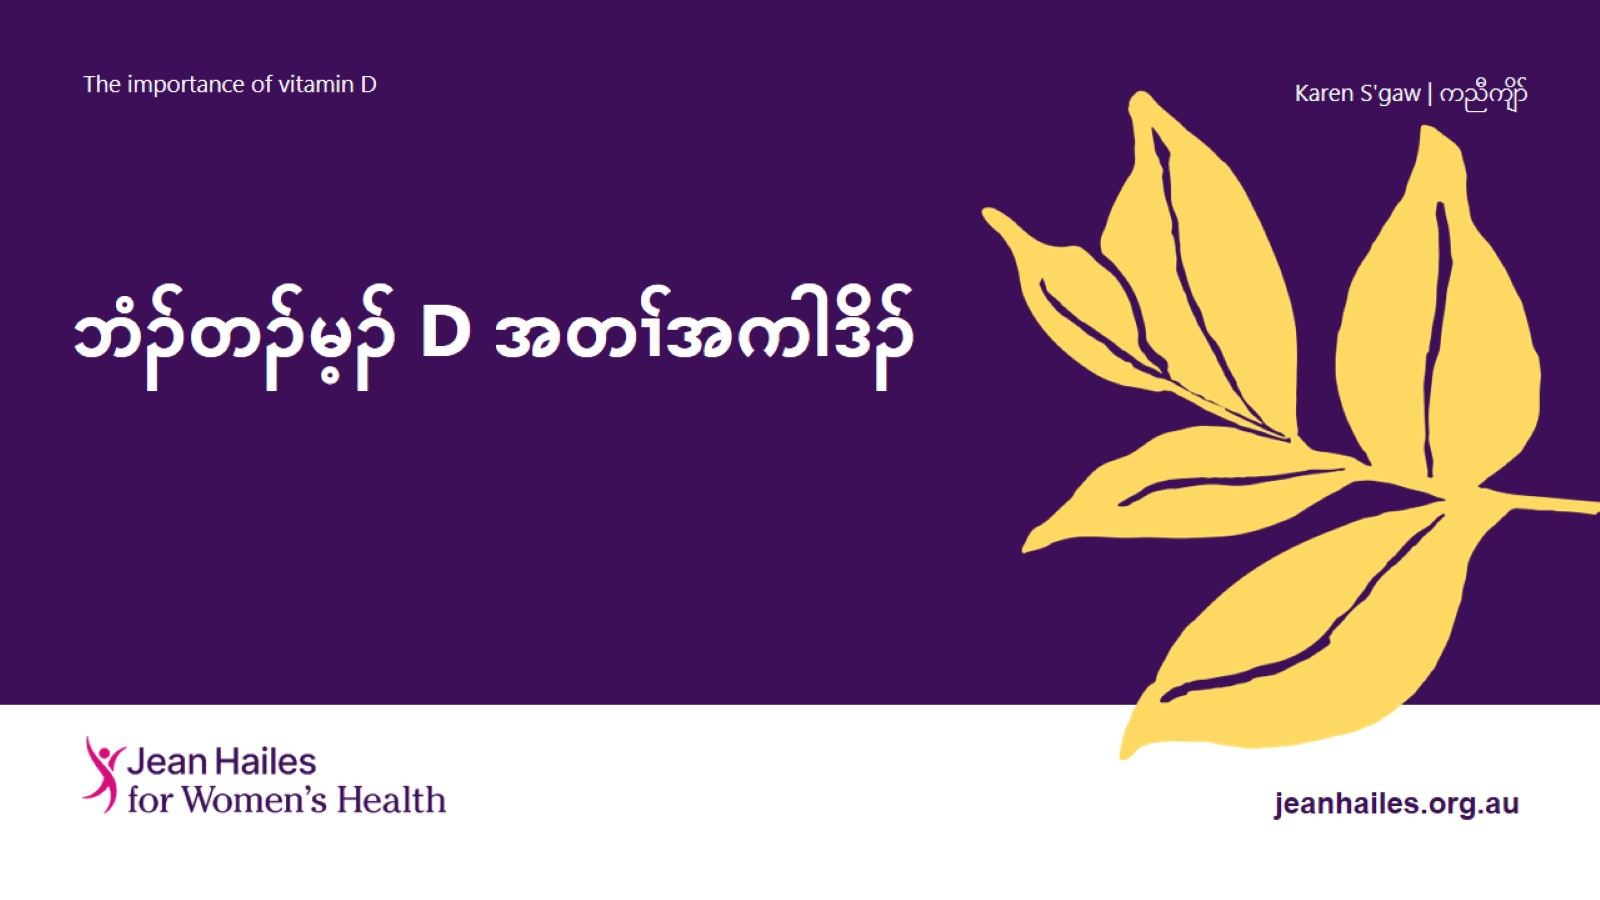 The importance of vitamin D
Karen S'gaw | ကညီကျိာ်
ဘံၣ်တၣ်မ့ၣ် D အတၢ်အကါဒိၣ်
Jean Hailes
for Women's Health
jeanhailes.org.au